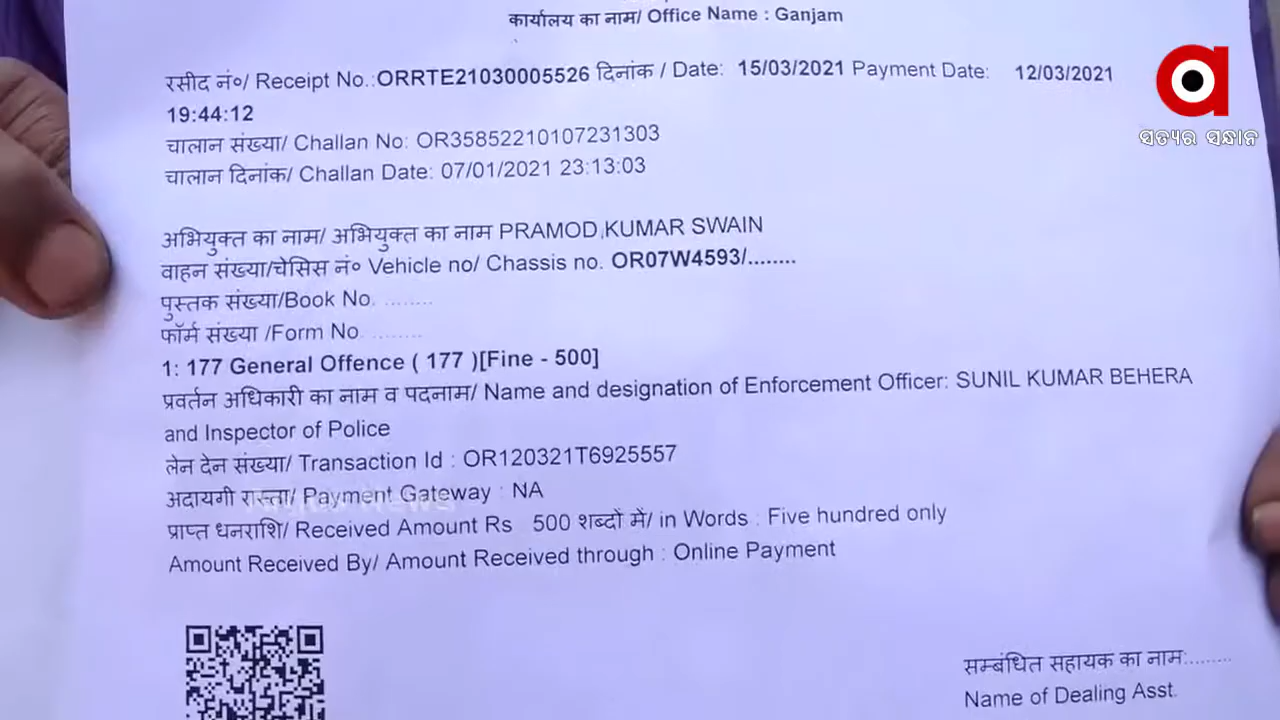 कार्यालय का नाम/ Office Name : Ganjam
रसीद नं०/ Receipt No.:ORRTE21030005526 दिनांक / Date: 15/03/2021 Payment Date: 12/03/2021
19:44:12
ସତ୍ୟର ସନ୍ଧାନ
चालान संख्या/ Challan No: OR35852210107231303
चालान दिनांक/ Challan Date: 07/01/2021 23:13:03
अभियुक्त का नाम/ अभियुक्त का नाम PRAMOD KUMAR SWAIN
वाहन संख्या/चेसिस नं० Vehicle no/ Chassis no. OR07W4593/........
पुस्तक संख्या/Book No. ........
फॉर्म संख्या /Form No. ........
1: 177 General Offence ( 177 )[Fine - 500]
प्रवर्तन अधिकारी का नाम व पदनाम/ Name and designation of Enforcement Officer: SUNIL KUMAR BEHERA
and Inspector of Police
लेन देन संख्या/ Transaction Id : OR120321T6925557
अदायगी रास्ता/ Payment Gateway : NA
प्राप्त धनराशि/ Received Amount Rs : 500 शब्दों में/ in Words : Five hundred only
Amount Received By/ Amount Received through : Online Payment
सम्बंधित सहायक का नाम:........
Name of Dealing Asst.